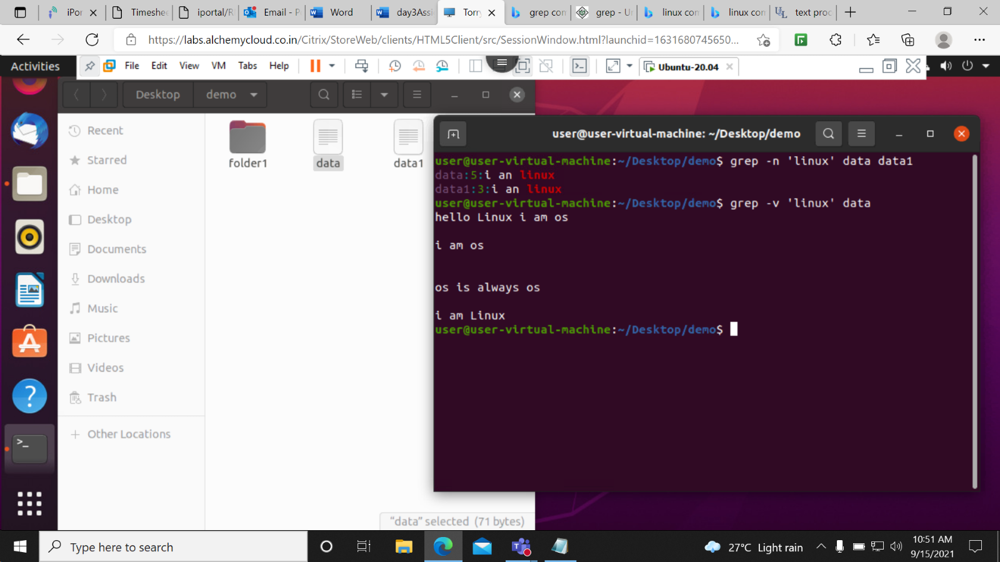 iPor
Timeshee
iportal/R
Email - P
Word
day3Assi
Torry
grep com
grep - Un
linux com
linux com
text proc
https://labs.alchemycloud.co.in/Citrix/StoreWeb/clients/HTML5Client/src/SessionWindow.html?launchid=1631680745650...
Activities
File Edit View VM Tabs Help
Ubuntu-20.04
Desktop demo
Recent
Starred
Home
Desktop
Documents
Downloads
Music
Pictures
Videos
Trash
Other Locations
folder1
data
data1
"data" selected (71 bytes)
user@user-virtual-machine: ~/Desktop/demo
user@user-virtual-machine:~/Desktop/demo$ grep -n 'linux' data data1
data:5:i an linux
data1:3:i an linux
user@user-virtual-machine:~/Desktop/demo$ grep -v 'linux' data
hello Linux i am os
i am os
os is always os
i am Linux
user@user-virtual-machine:~/Desktop/demo$
Type here to search
27°C Light rain
10:51 AM
9/15/2021